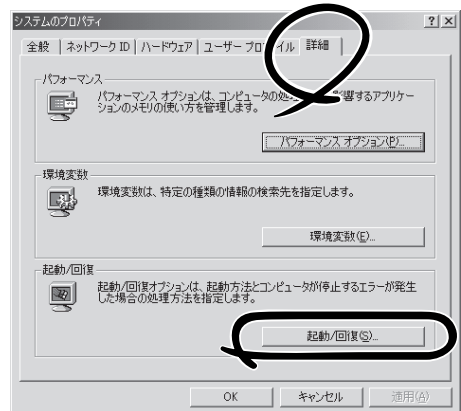 システムのプロパティ
全般 ネットワーク ID ハードウェア ユーザー プロ イル 詳細
パフォーマンス
パフォーマンス オプションは、コンピュータの処 影響するアプリケー
ションのメモリの使い方を管理します。
パフォーマンス オプション(P)...
環境変数
環境変数は、特定の種類の情報の検索先を指定します。
環境変数(E)...
起動/回復
起動/回復オプションは、起動方法とコンピュータが停止するエラーが発生
した場合の処理方法を指定します。
起動/回復(S)...
OK キャンセル 適用(A)